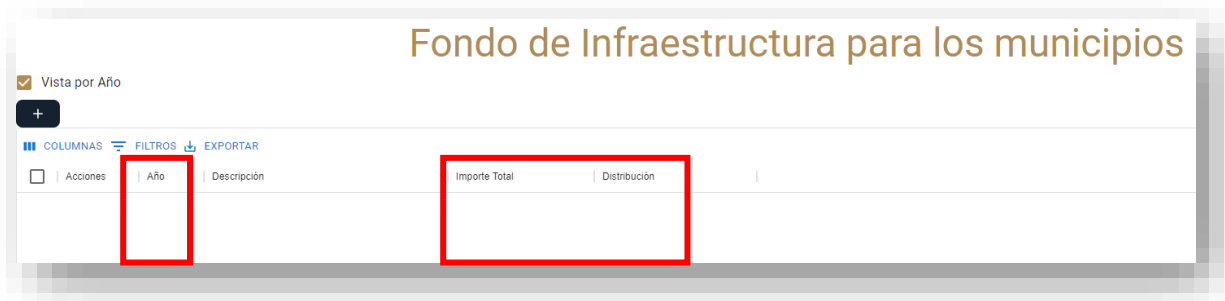 Fondo de Infraestructura para los municipios
Vista por Año
+
COLUMNAS FILTROS EXPORTAR
Acciones Año Descripción Importe Total Distribución